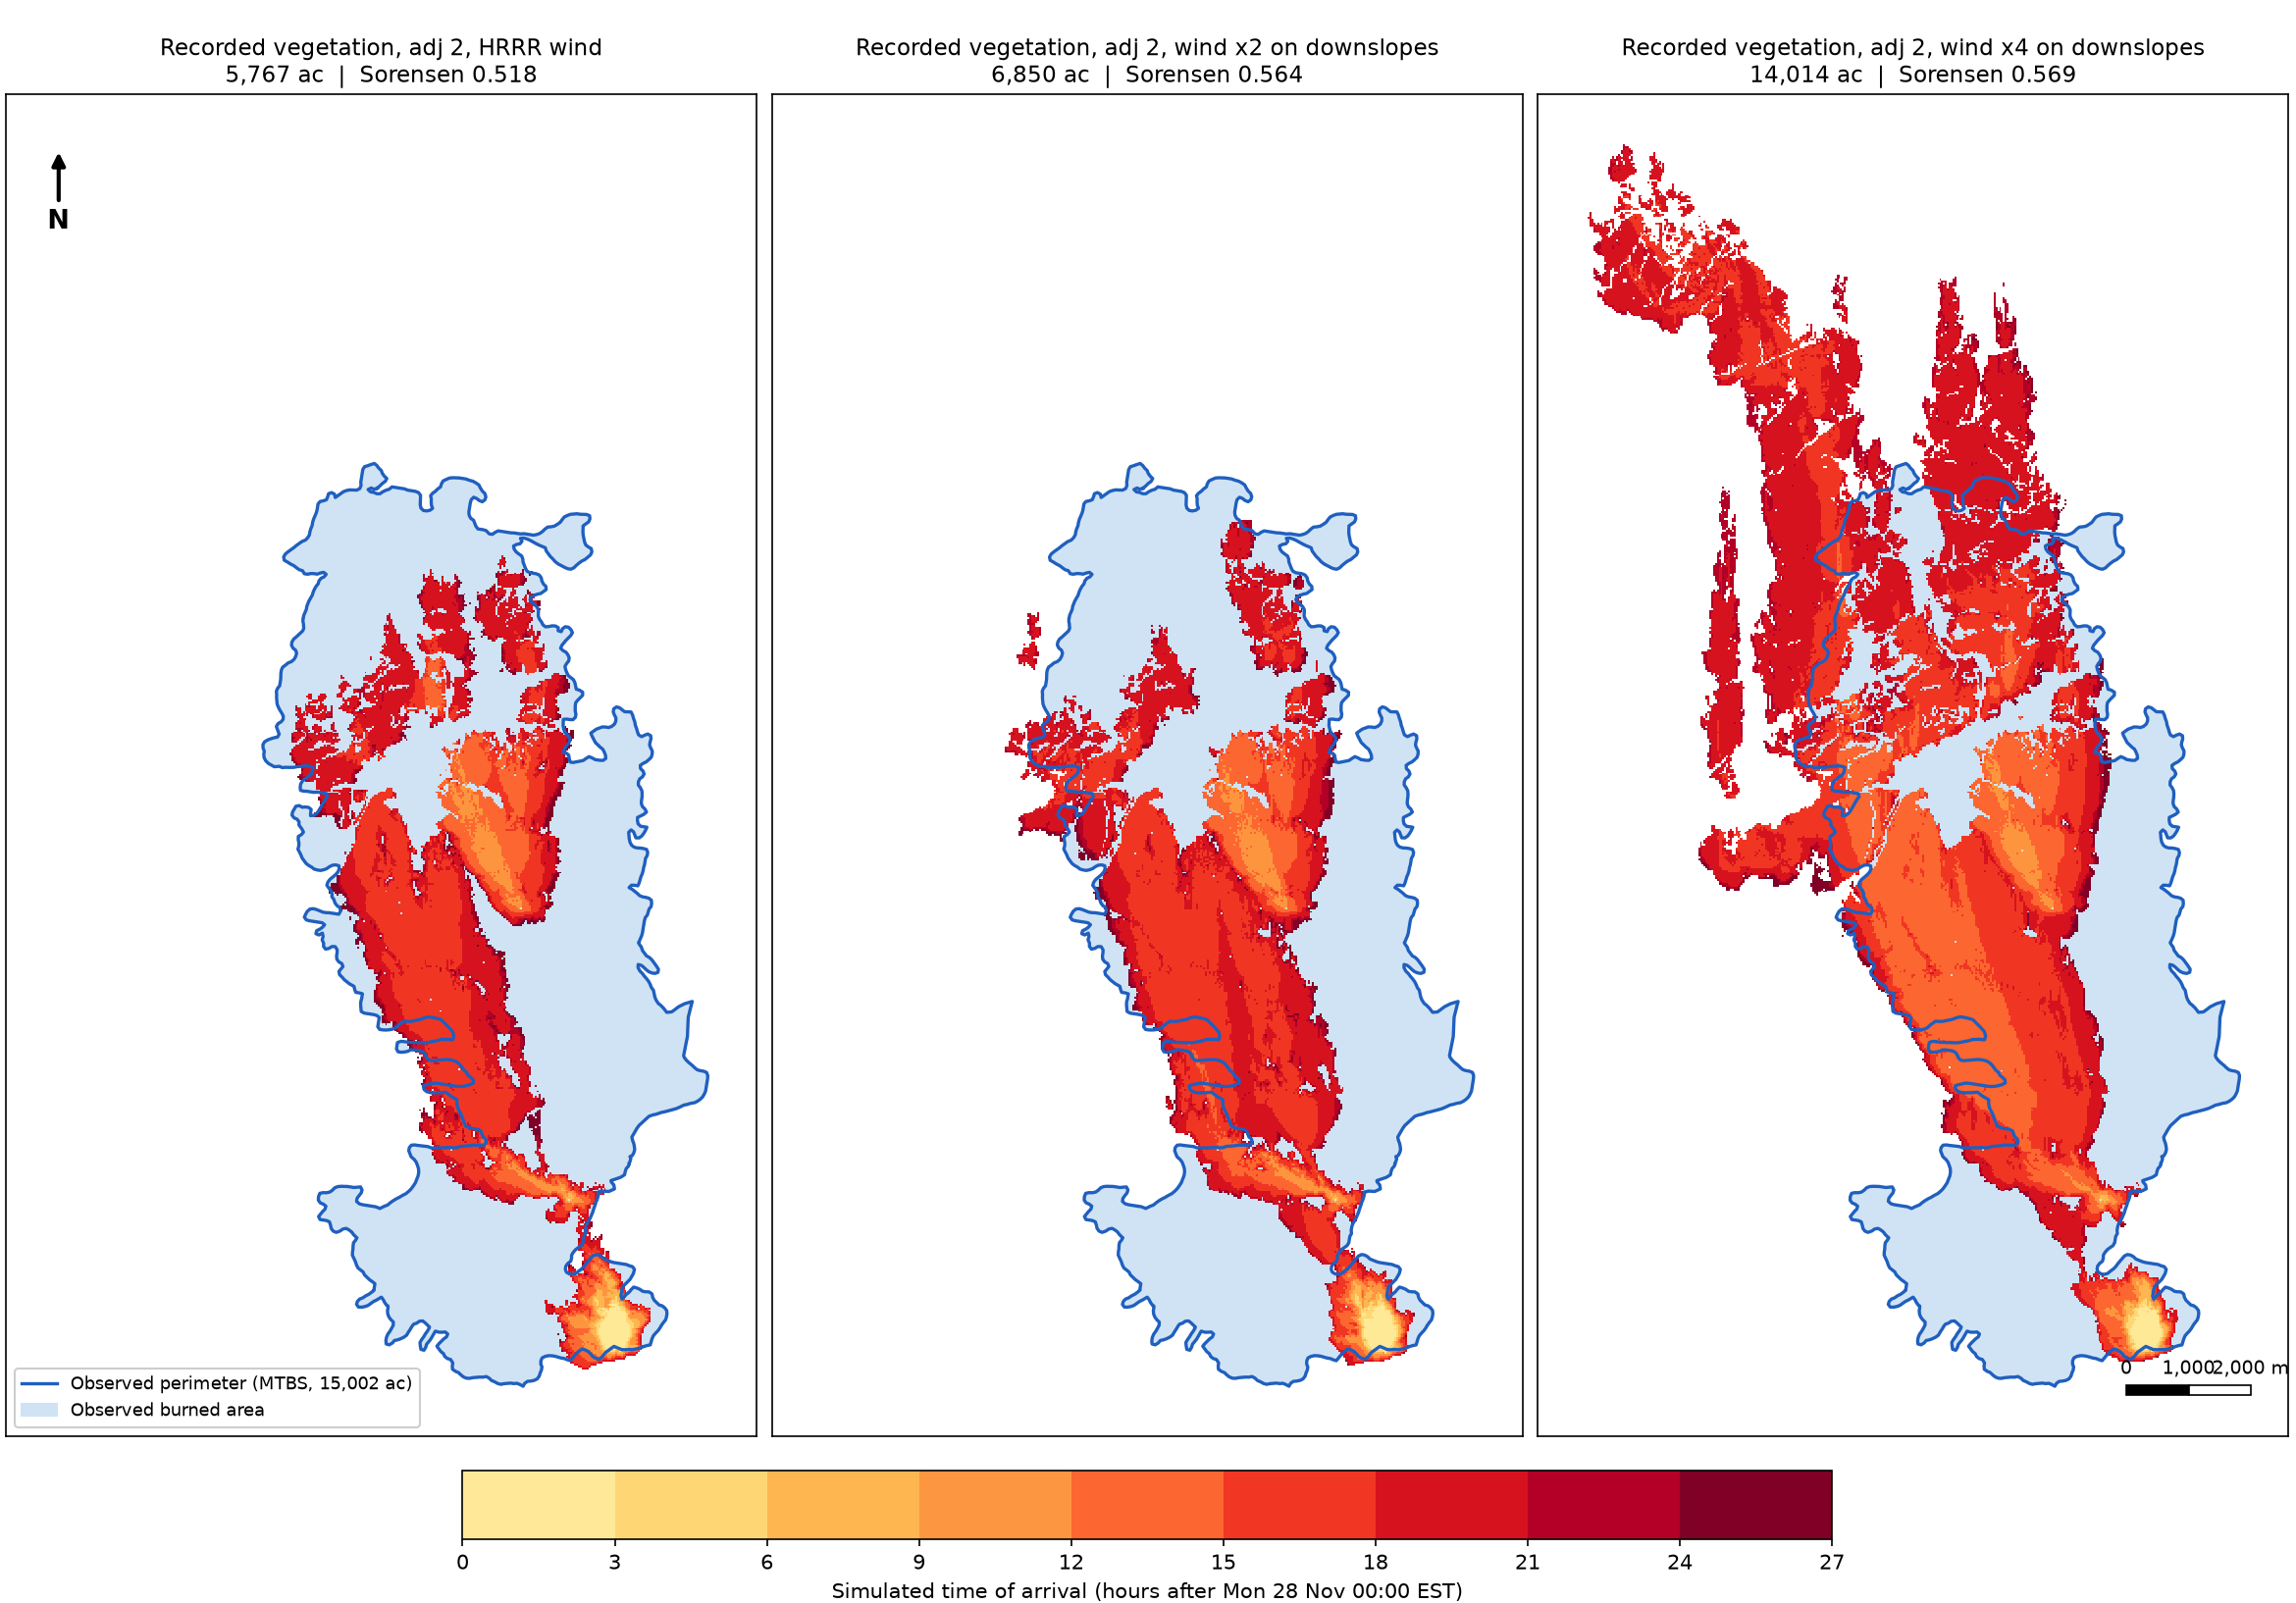 Recorded vegetation, adj 2, HRRR wind
5,767 ac | Sorensen 0.518
Recorded vegetation, adj 2, wind x2 on downslopes
6,850 ac | Sorensen 0.564
Recorded vegetation, adj 2, wind x4 on downslopes
14,014 ac | Sorensen 0.569
N
Observed perimeter (MTBS, 15,002 ac)
Observed burned area
0 1,000 2,000 m
0 3 6 9 12 15 18 21 24 27
Simulated time of arrival (hours after Mon 28 Nov 00:00 EST)